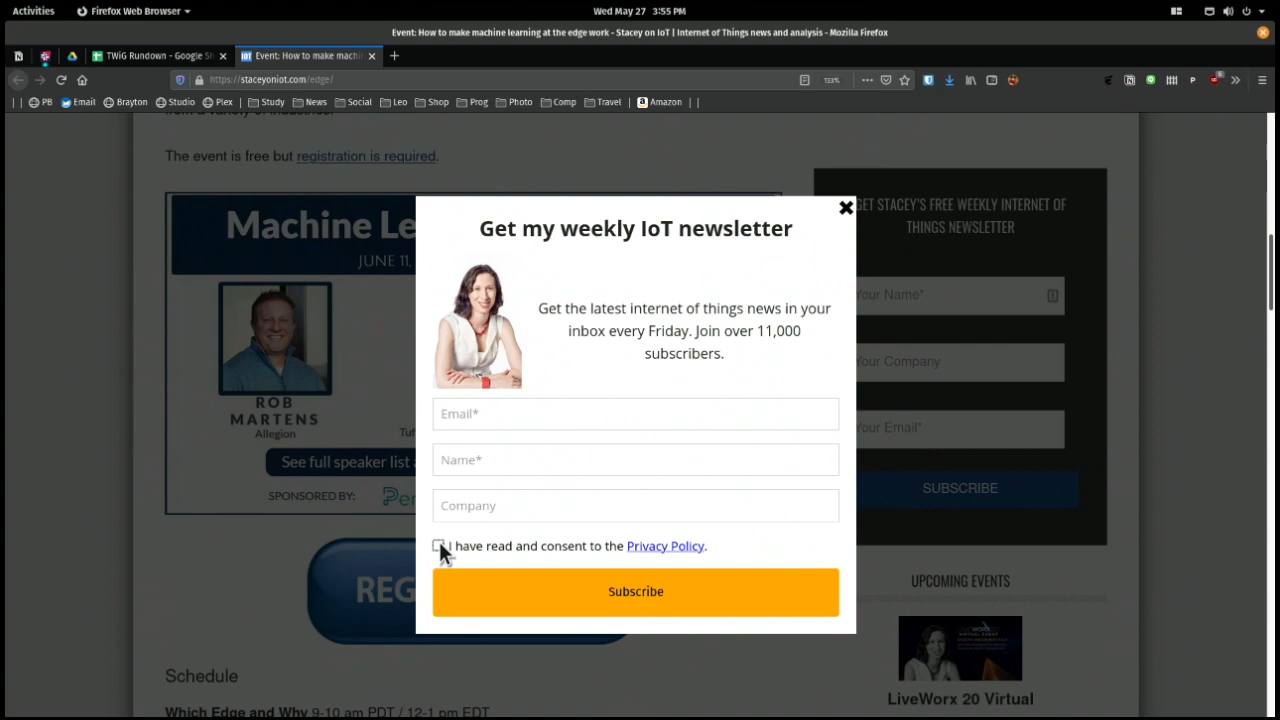 Activities
Firefox Web Browser
Wed May 27 3:55 PM
Event: How to make machine learning at the edge work - Stacey on IoT | Internet of Things news and analysis - Mozilla Firefox
TWiG Rundown - Google Sh
Event: How to make machi
https://staceyoniot.com/edge/
133%
PB
Email
Brayton
Studio
Plex
Study
News
Social
Leo
Shop
Prog
Photo
Comp
Travel
Amazon
from a variety of industries.
The event is free but registration is required.
Machine Le
JUNE 11,
ROB
MARTENS
Allegion
Tuf
See full speaker list a
SPONSORED BY: Per
REG
Schedule
Which Edge and Why 9-10 am PDT / 12-1 pm EDT
Get my weekly IoT newsletter
Get the latest internet of things news in your
inbox every Friday. Join over 11,000
subscribers.
Email*
Name*
Company
I have read and consent to the Privacy Policy.
Subscribe
GET STACEY'S FREE WEEKLY INTERNET OF
THINGS NEWSLETTER
Your Name*
Your Company
Your Email*
SUBSCRIBE
UPCOMING EVENTS
LiveWorx 20 Virtual